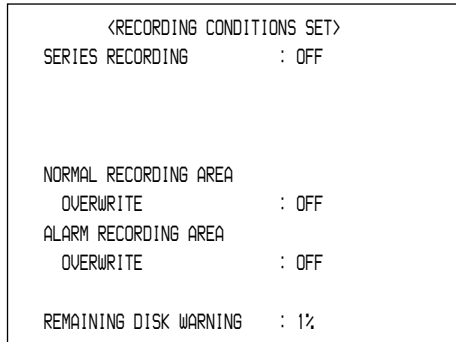 <RECORDING CONDITIONS SET>
SERIES RECORDING : OFF
NORMAL RECORDING AREA
OVERWRITE : OFF
ALARM RECORDING AREA
OVERWRITE : OFF
REMAINING DISK WARNING : 1%